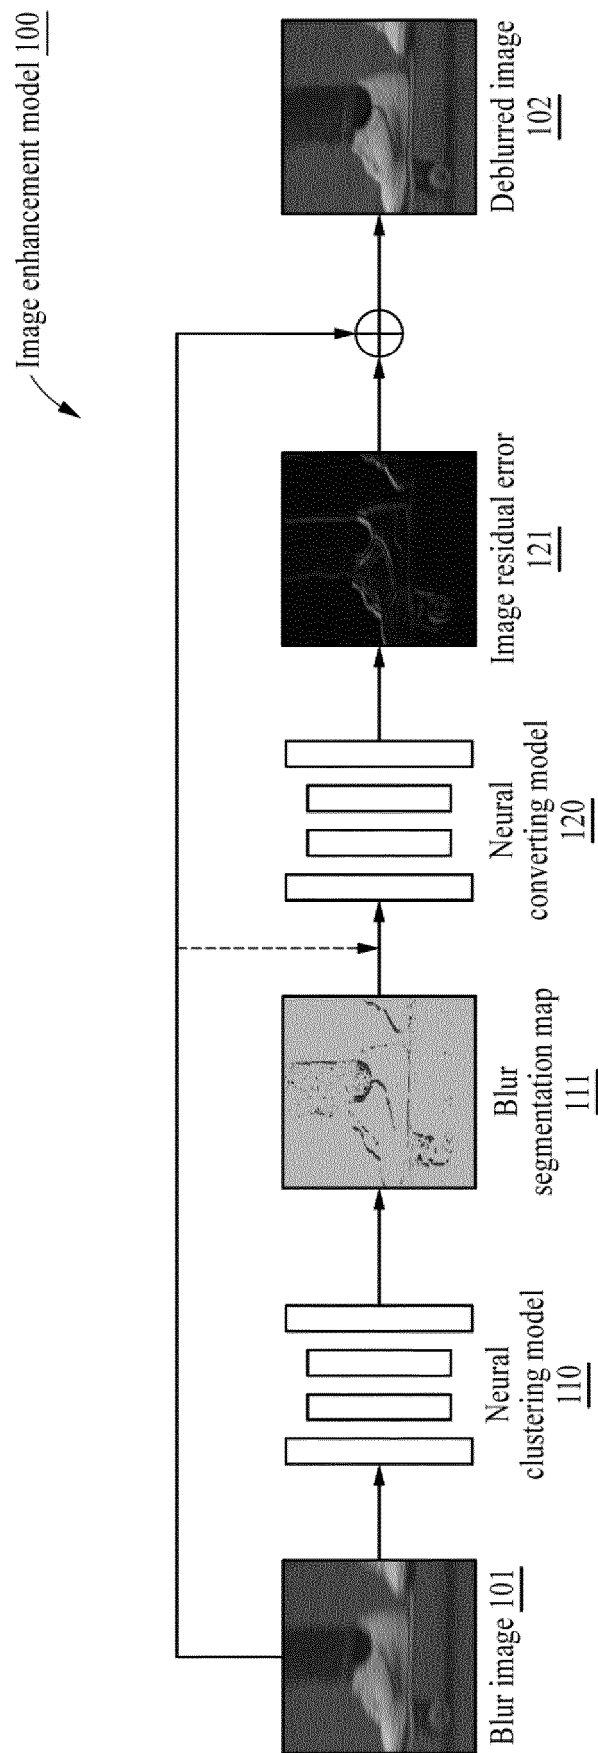 Image enhancement model 100
Blur image 101
Neural
clustering model
110
Blur
segmentation map
111
Neural
converting model
120
Image residual error
121
Deblurred image
102